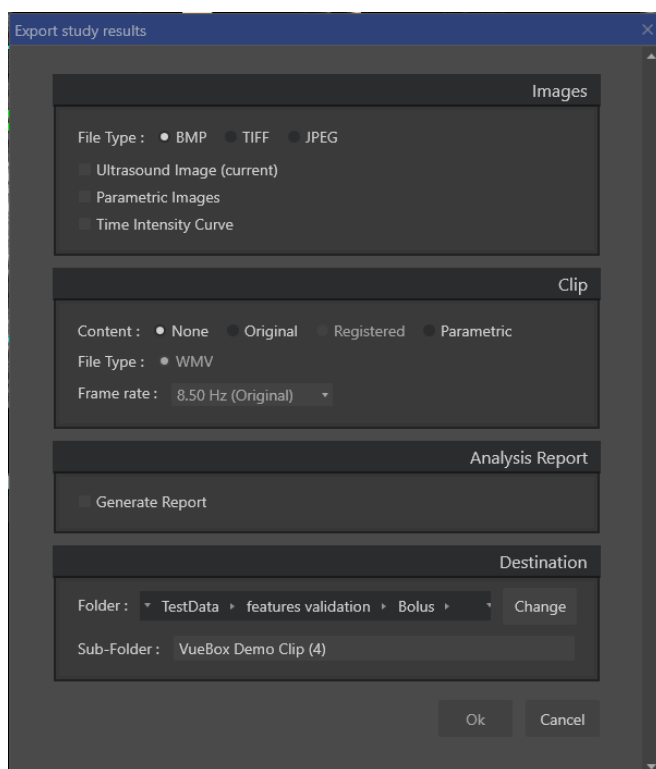 Export study results
Images
File Type : BMP TIFF JPEG
Ultrasound Image (current)
Parametric Images
Time Intensity Curve
Clip
Content : None Original Registered Parametric
File Type : WMV
Frame rate : 8.50 Hz (Original)
Analysis Report
Generate Report
Destination
Folder : TestData features validation Bolus Change
Sub-Folder : VueBox Demo Clip (4)
Ok Cancel